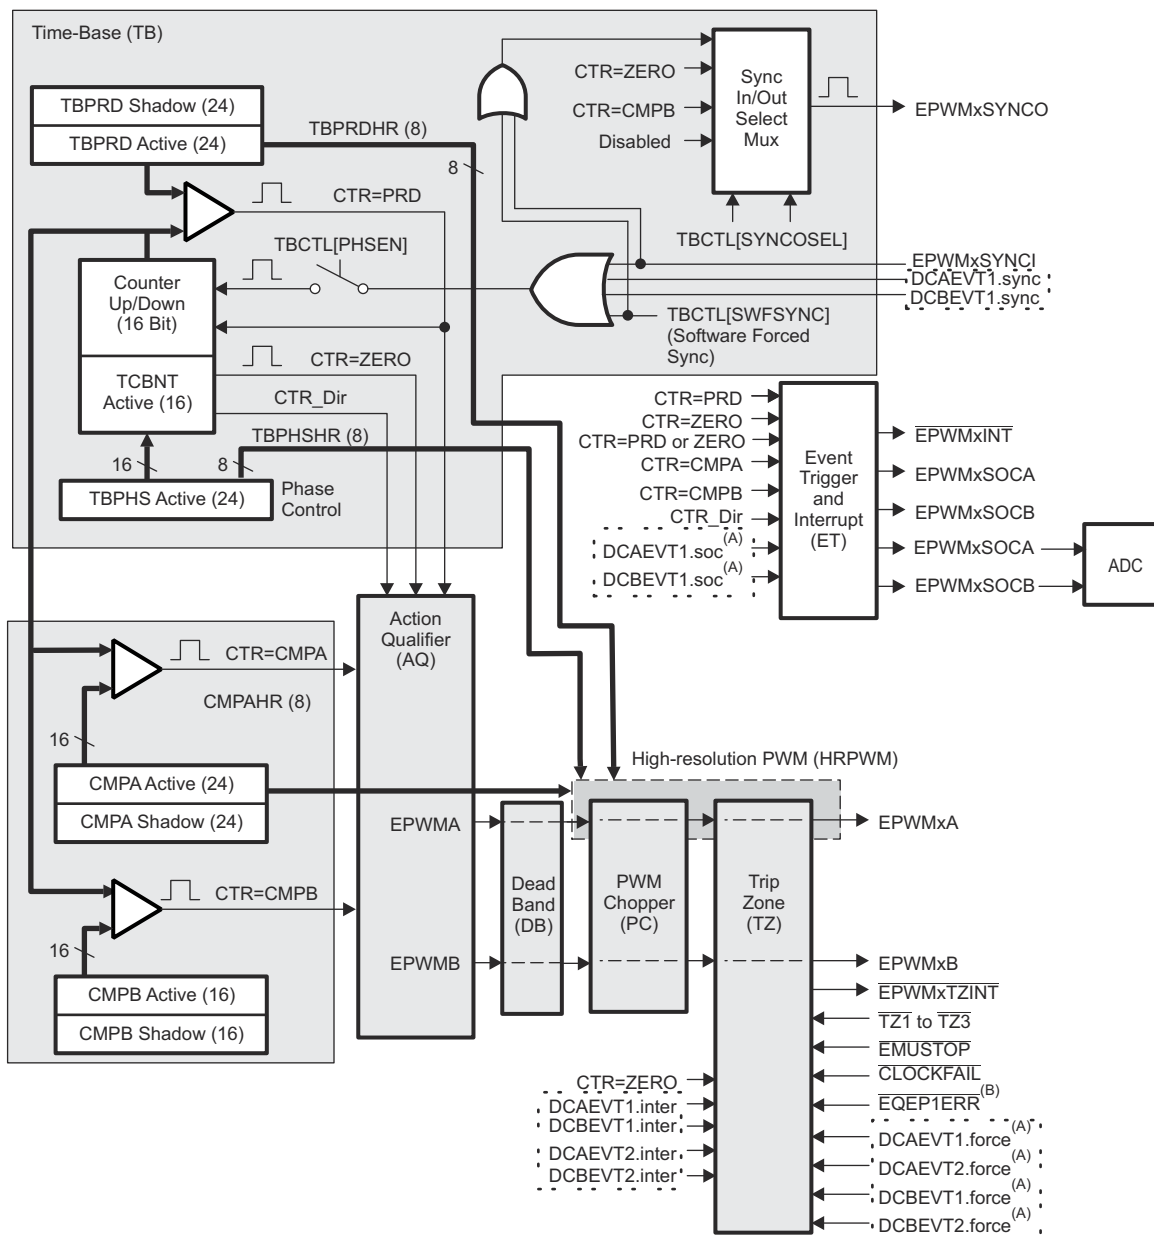 Time-Base (TB)
TBPRD Shadow (24)
TBPRD Active (24)
TBPRDHR (8)
8
CTR=PRD
TBCTL[PHSEN]
Counter
Up/Down
(16 Bit)
TCBNT
Active (16)
CTR=ZERO
CTR_Dir
TBPHSHR (8)
16
8
TBPHS Active (24)
Phase
Control
CTR=ZERO
CTR=CMPB
Disabled
Sync
In/Out
Select
Mux
EPWMxSYNCO
TBCTL[SYNCOSEL]
EPWMxSYNCI
DCAEVT1.sync
DCBEVT1.sync
TBCTL[SWFSYNC]
(Software Forced
Sync)
CTR=PRD
CTR=ZERO
CTR=PRD or ZERO
CTR=CMPA
CTR=CMPB
CTR_Dir
DCAEVT1.soc(A)
DCBEVT1.soc(A)
Event
Trigger
and
Interrupt
(ET)
EPWMxINT
EPWMxSOCA
EPWMxSOCB
EPWMxSOCA
EPWMxSOCB
ADC
Action
Qualifier
(AQ)
CTR=CMPA
CMPAHR (8)
16
CMPA Active (24)
CMPA Shadow (24)
CTR=CMPB
16
CMPB Active (16)
CMPB Shadow (16)
EPWMA
EPWMB
High-resolution PWM (HRPWM)
Dead
Band
(DB)
PWM
Chopper
(PC)
Trip
Zone
(TZ)
EPWMxA
EPWMxB
EPWMxTZINT
TZ1 to TZ3
EMUSTOP
CLOCKFAIL
EQEP1ERR(B)
DCAEVT1.force(A)
DCAEVT2.force(A)
DCBEVT1.force(A)
DCBEVT2.force(A)
CTR=ZERO
DCAEVT1.inter
DCBEVT1.inter
DCAEVT2.inter
DCBEVT2.inter